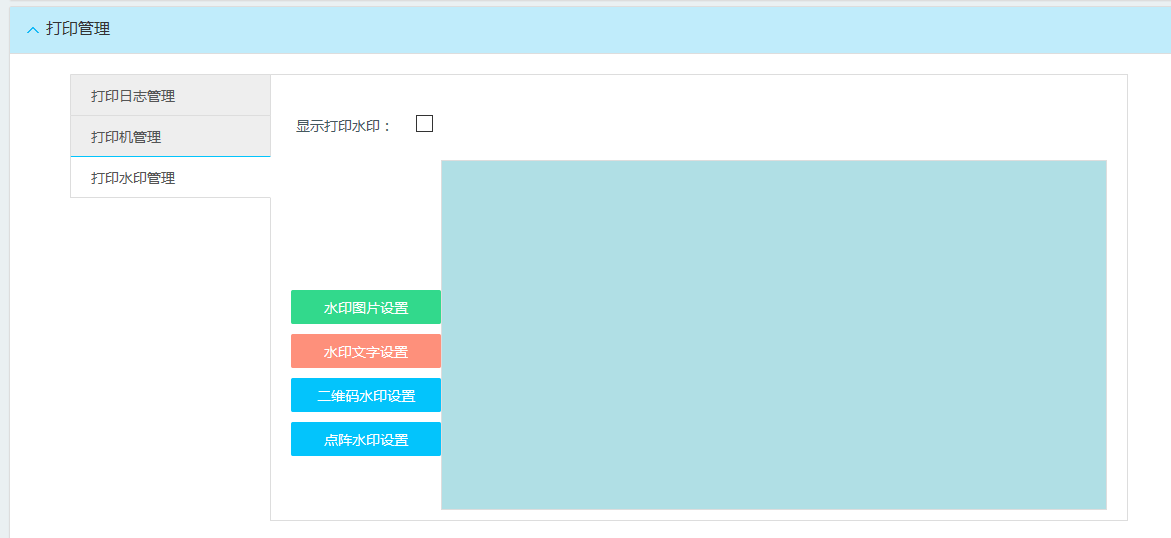 打印管理
打印日志管理
打印机管理
打印水印管理
显示打印水印：
水印图片设置
水印文字设置
二维码水印设置
点阵水印设置